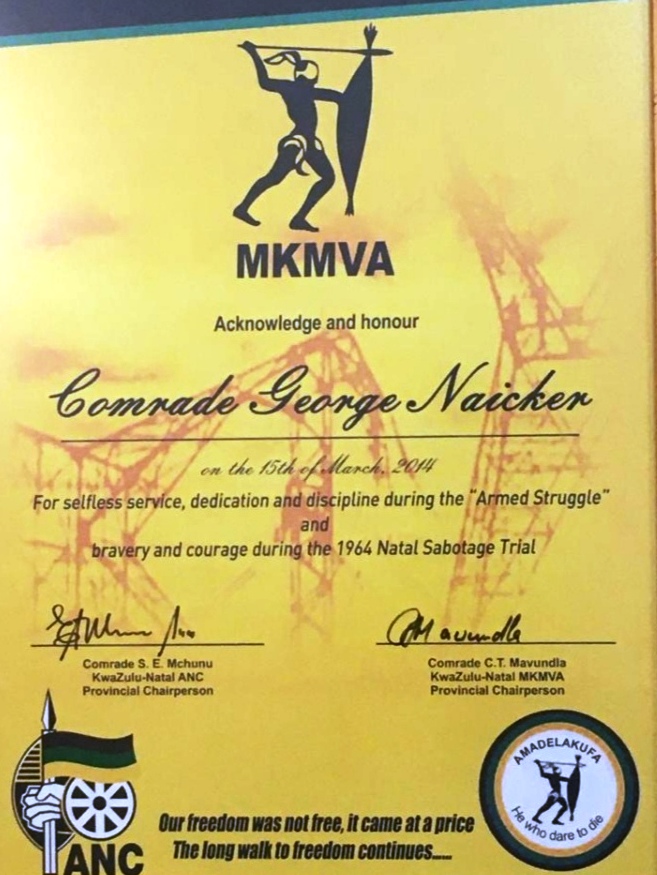 MKMVA
Acknowledge and honour
Comrade George Naicker
on the 15th of March, 2014
For selfless service, dedication and discipline during the "Armed Struggle"
and
bravery and courage during the 1964 Natal Sabotage Trial
Comrade S. E. Mchunu
KwaZulu-Natal ANC
Provincial Chairperson
Comrade C.T. Mavundla
KwaZulu-Natal MKMVA
Provincial Chairperson
ANC
Our freedom was not free, it came at a price
The long walk to freedom continues.....
AMADELAKUFA
He who dare to die